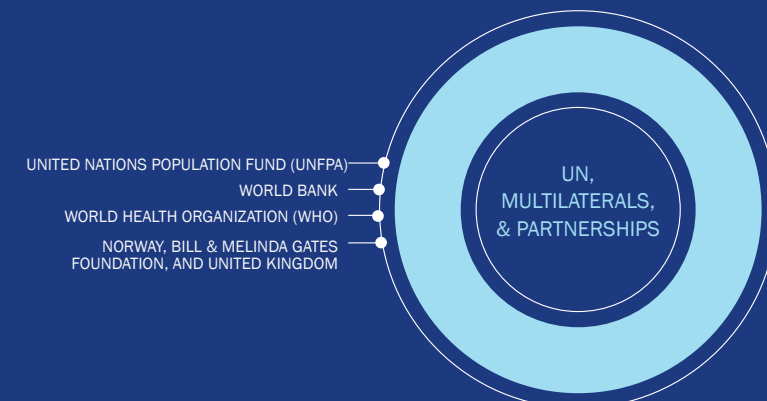 UNITED NATIONS POPULATION FUND (UNFPA)
WORLD BANK
WORLD HEALTH ORGANIZATION (WHO)
NORWAY, BILL & MELINDA GATES
FOUNDATION, AND UNITED KINGDOM
UN,
MULTILATERALS,
& PARTNERSHIPS